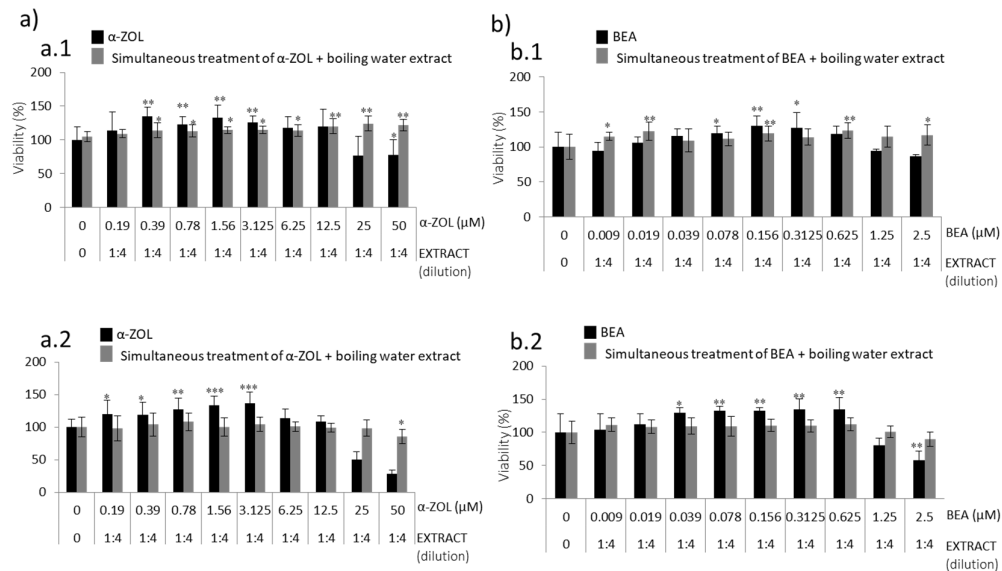 a)
a.1
α-ZOL
Simultaneous treatment of α-ZOL + boiling water extract
Viability (%)
200
150
100
50
0
** * ** * ** * ** * * ** ** * **
0 0.19 0.39 0.78 1.56 3.125 6.25 12.5 25 50 α-ZOL (µM)
0 1:4 1:4 1:4 1:4 1:4 1:4 1:4 1:4 1:4 EXTRACT
(dilution)
b)
b.1
BEA
Simultaneous treatment of BEA + boiling water extract
Viability (%)
200
150
100
50
0
* ** * ** ** * ** *
0 0.009 0.019 0.039 0.078 0.156 0.3125 0.625 1.25 2.5 BEA (µM)
0 1:4 1:4 1:4 1:4 1:4 1:4 1:4 1:4 1:4 EXTRACT
(dilution)
a.2
α-ZOL
Simultaneous treatment of α-ZOL + boiling water extract
Viability (%)
200
150
100
50
0
* * ** *** *** *
0 0.19 0.39 0.78 1.56 3.125 6.25 12.5 25 50 α-ZOL (µM)
0 1:4 1:4 1:4 1:4 1:4 1:4 1:4 1:4 1:4 EXTRACT
(dilution)
b.2
BEA
Simultaneous treatment of BEA + boiling water extract
Viability (%)
200
150
100
50
0
* ** ** ** ** **
0 0.009 0.019 0.039 0.078 0.156 0.3125 0.625 1.25 2.5 BEA (µM)
0 1:4 1:4 1:4 1:4 1:4 1:4 1:4 1:4 1:4 EXTRACT
(dilution)